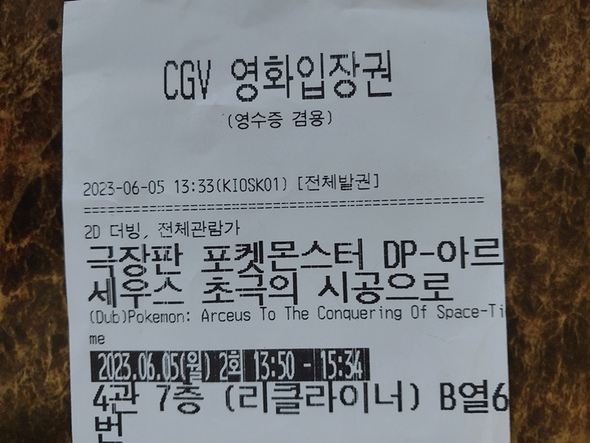 CGV 영화입장권
(영수증 겸용)
2023-06-05 13:33(KIOSK01) [전체발권]
================================================
2D 더빙, 전체관람가
극장판 포켓몬스터 DP-아르
세우스 초극의 시공으로
(Dub)Pokemon: Arceus To The Conquering Of Space-Ti
me
2023.06.05(월) 2회 13:50 - 15:34
4관 7층 (리클라이너) B열6
번